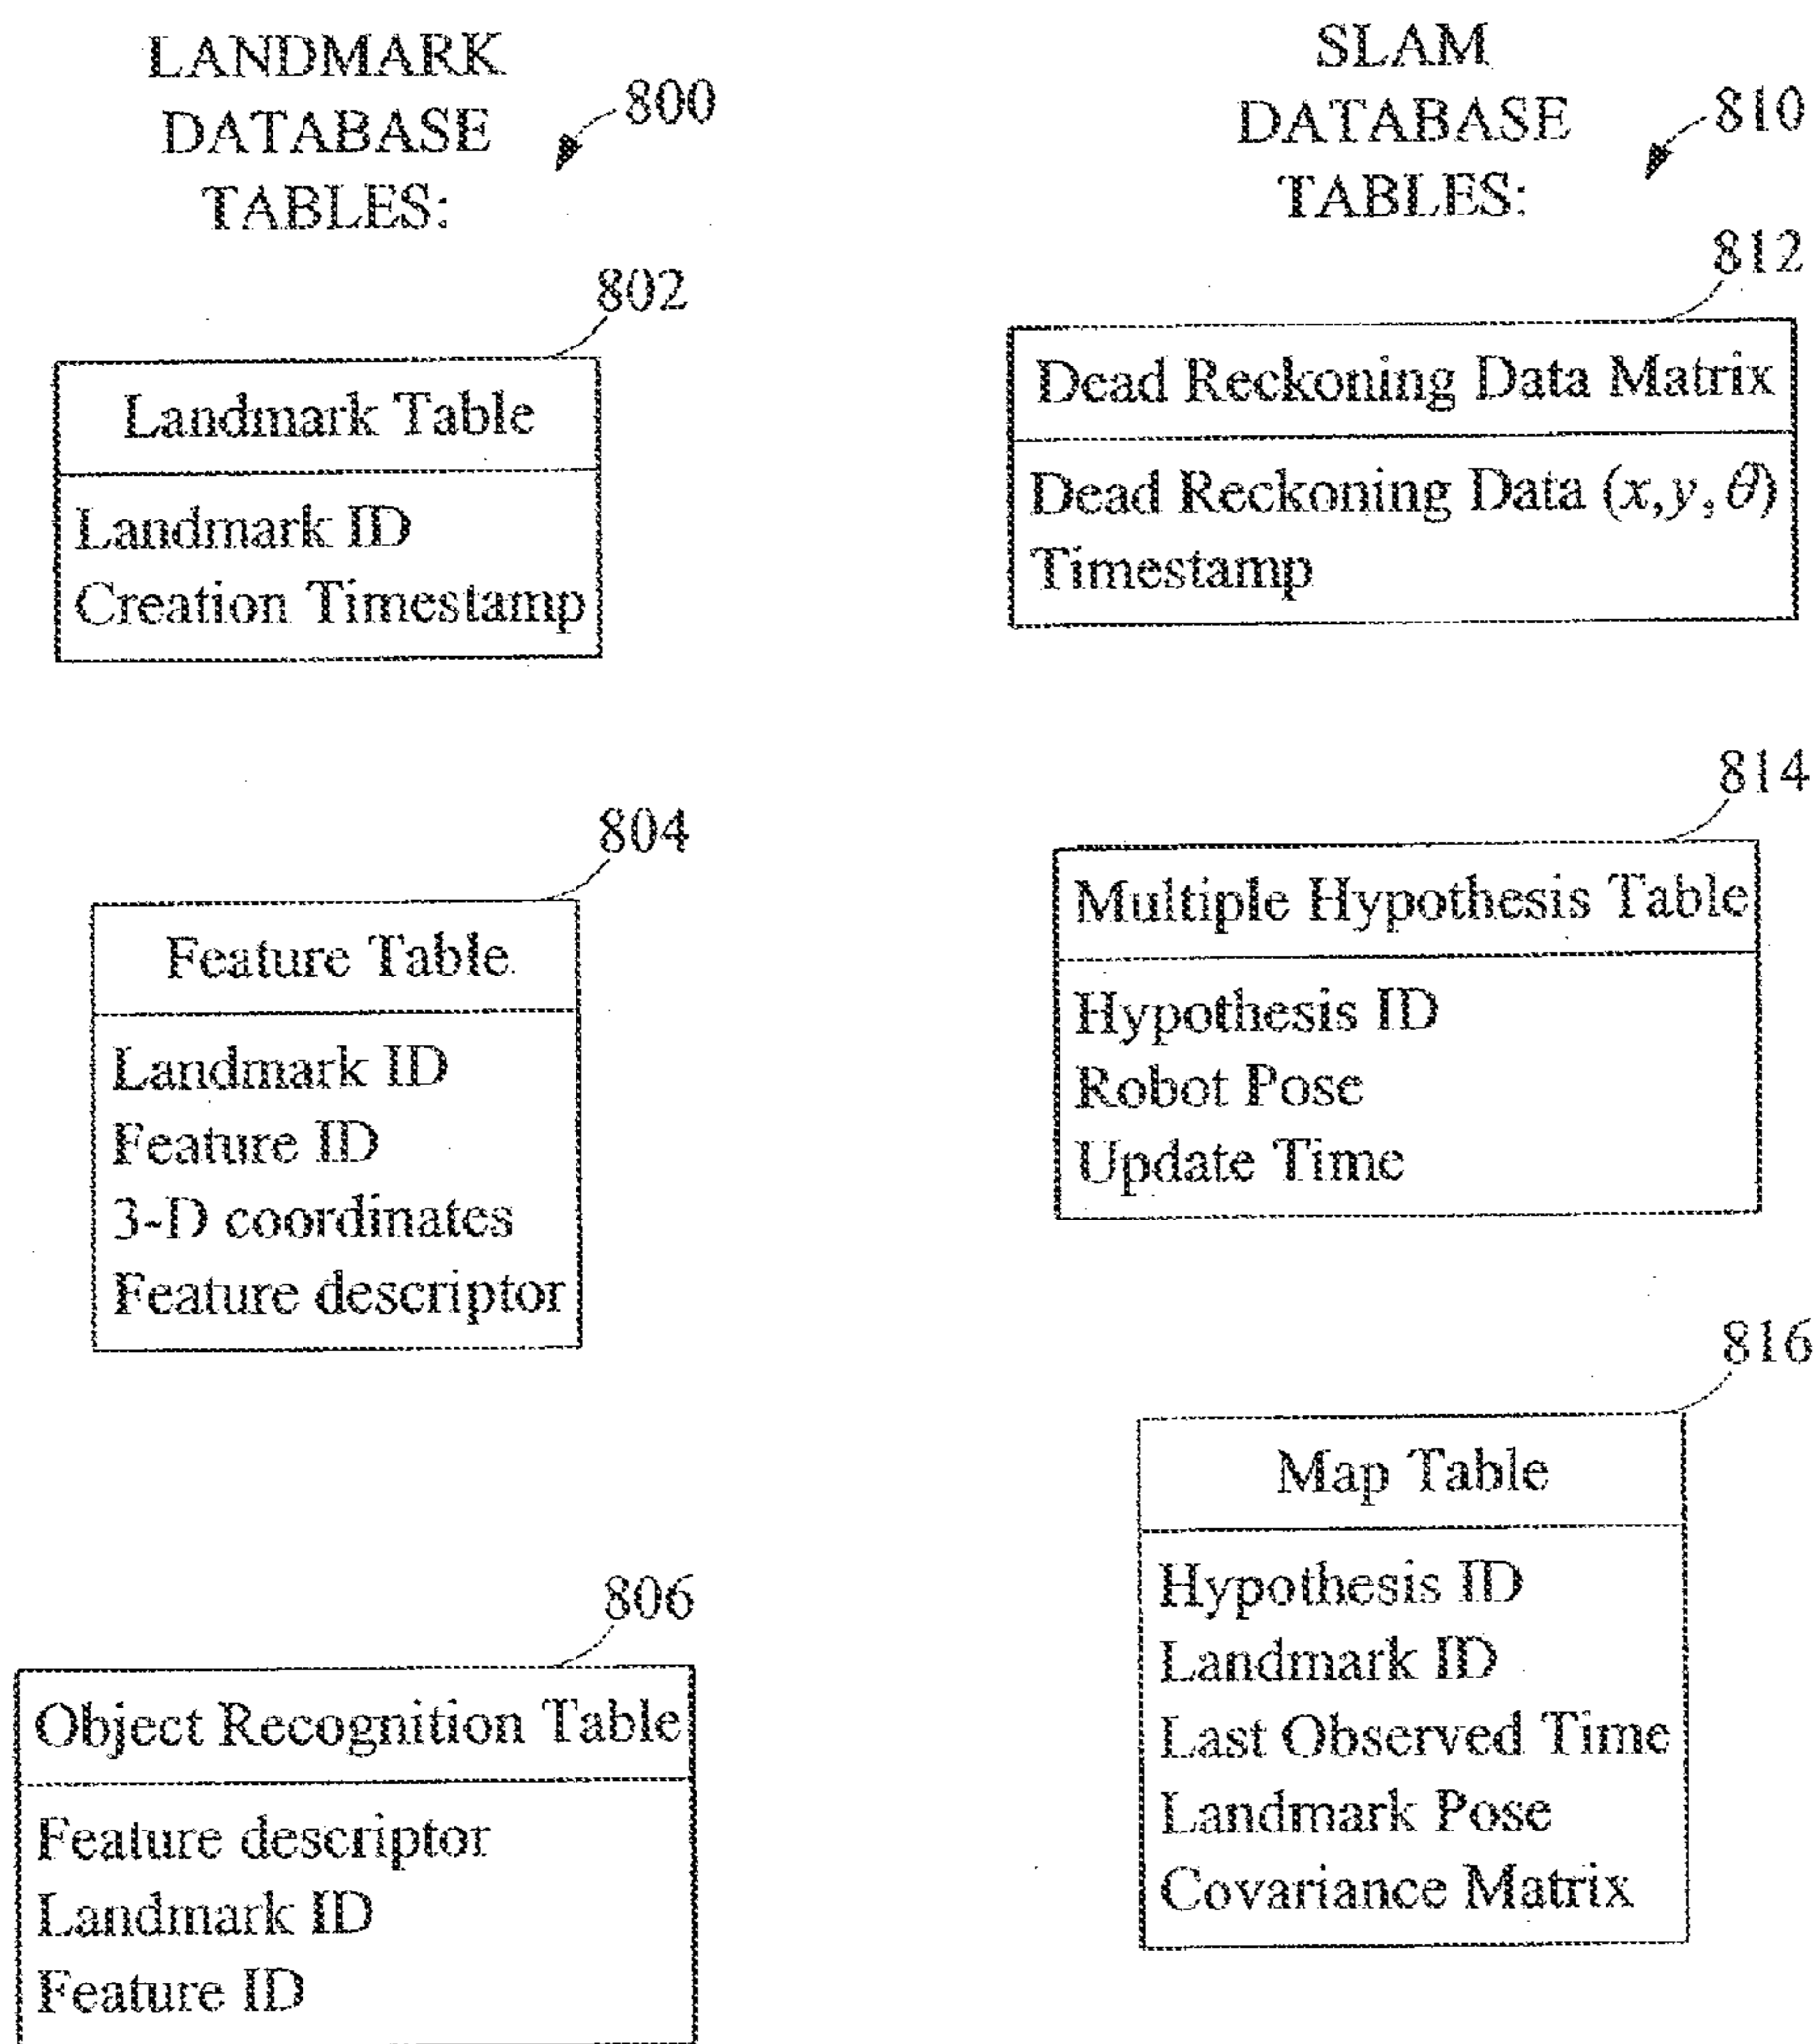 LANDMARK
DATABASE
TABLES:
800
802
Landmark Table
Landmark ID
Creation Timestamp
804
Feature Table
Landmark ID
Feature ID
3-D coordinates
Feature descriptor
806
Object Recognition Table
Feature descriptor
Landmark ID
Feature ID
SLAM
DATABASE
TABLES:
810
812
Dead Reckoning Data Matrix
Dead Reckoning Data (x,y,θ)
Timestamp
814
Multiple Hypothesis Table
Hypothesis ID
Robot Pose
Update Time
816
Map Table
Hypothesis ID
Landmark ID
Last Observed Time
Landmark Pose
Covariance Matrix